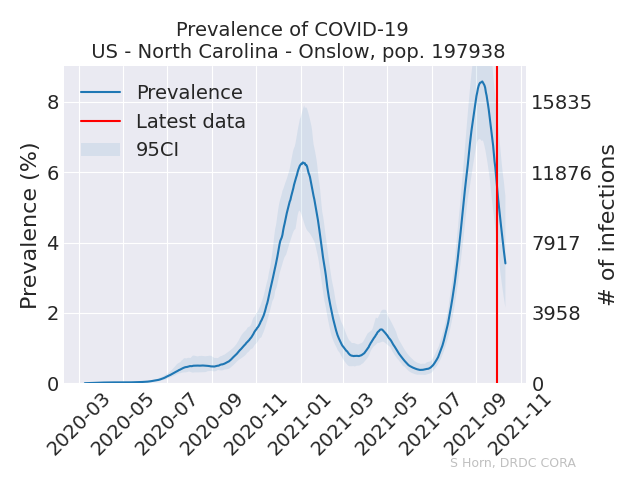 Prevalence of COVID-19
US - North Carolina - Onslow, pop. 197938
Prevalence
Latest data
95CI
Prevalence (%)
8
6
4
2
0
15835
11876
7917
3958
0
# of infections
2020-03
2020-05
2020-07
2020-09
2020-11
2021-01
2021-03
2021-05
2021-07
2021-09
2021-11
S Horn, DRDC CORA